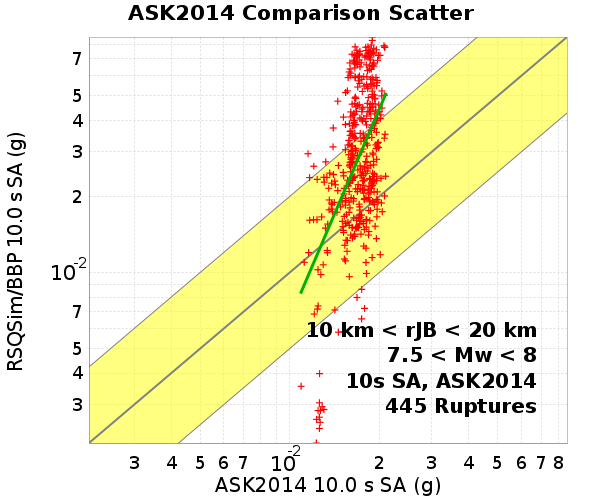 ASK2014 Comparison Scatter
RSQSim/BBP 10.0 s SA (g)
7
5
4
3
2
10-2
7
5
4
3
10 km < rJB < 20 km
7.5 < Mw < 8
10s SA, ASK2014
445 Ruptures
3 4 5 6 7 10-2 2 3 4 5 6 7 8
ASK2014 10.0 s SA (g)